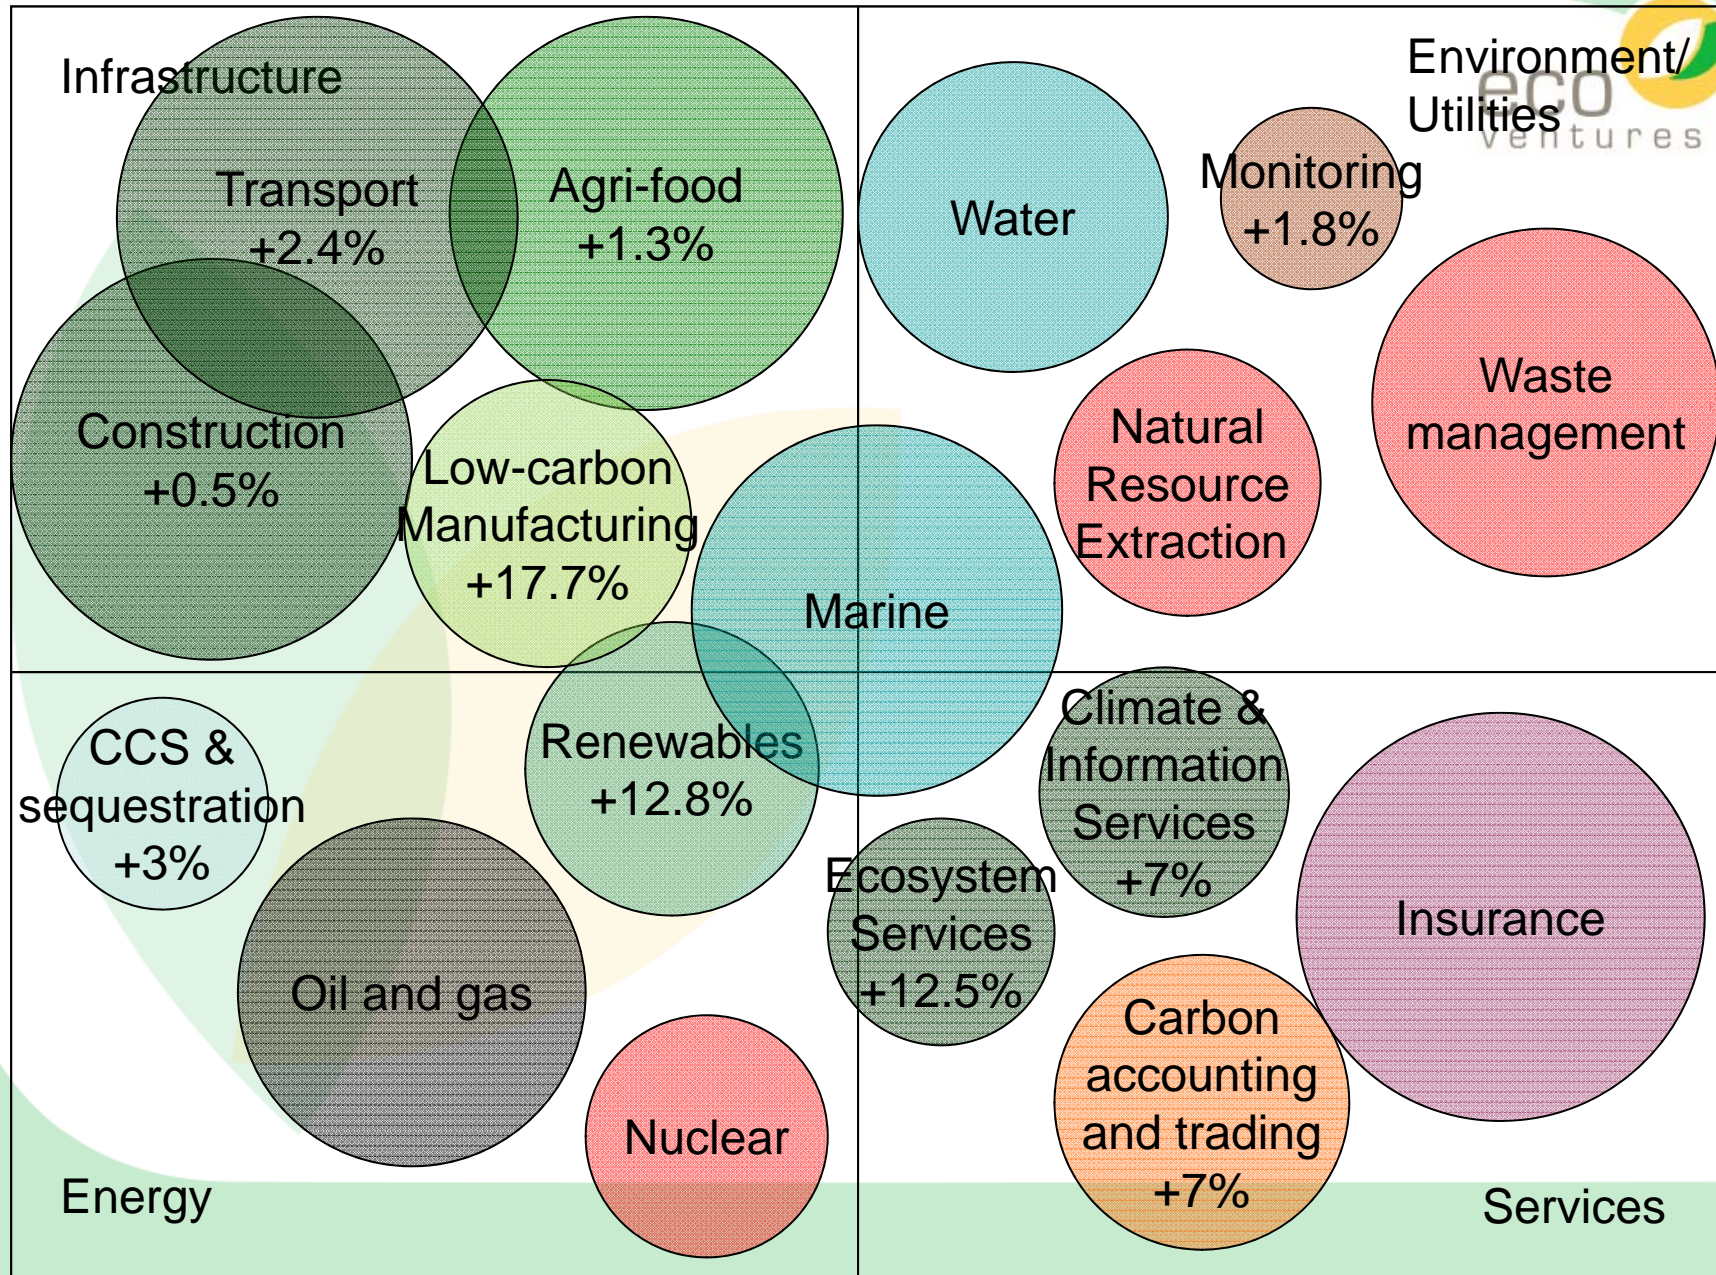 Infrastructure
Transport
+2.4%
Agri-food
+1.3%
Construction
+0.5%
Low-carbon
Manufacturing
+17.7%
Environment/
Utilities
eco
ventures
Water
Monitoring
+1.8%
Waste
management
Natural
Resource
Extraction
Marine
CCS &
sequestration
+3%
Renewables
+12.8%
Oil and gas
Nuclear
Energy
Climate &
Information
Services
+7%
Ecosystem
Services
+12.5%
Insurance
Carbon
accounting
and trading
+7%
Services